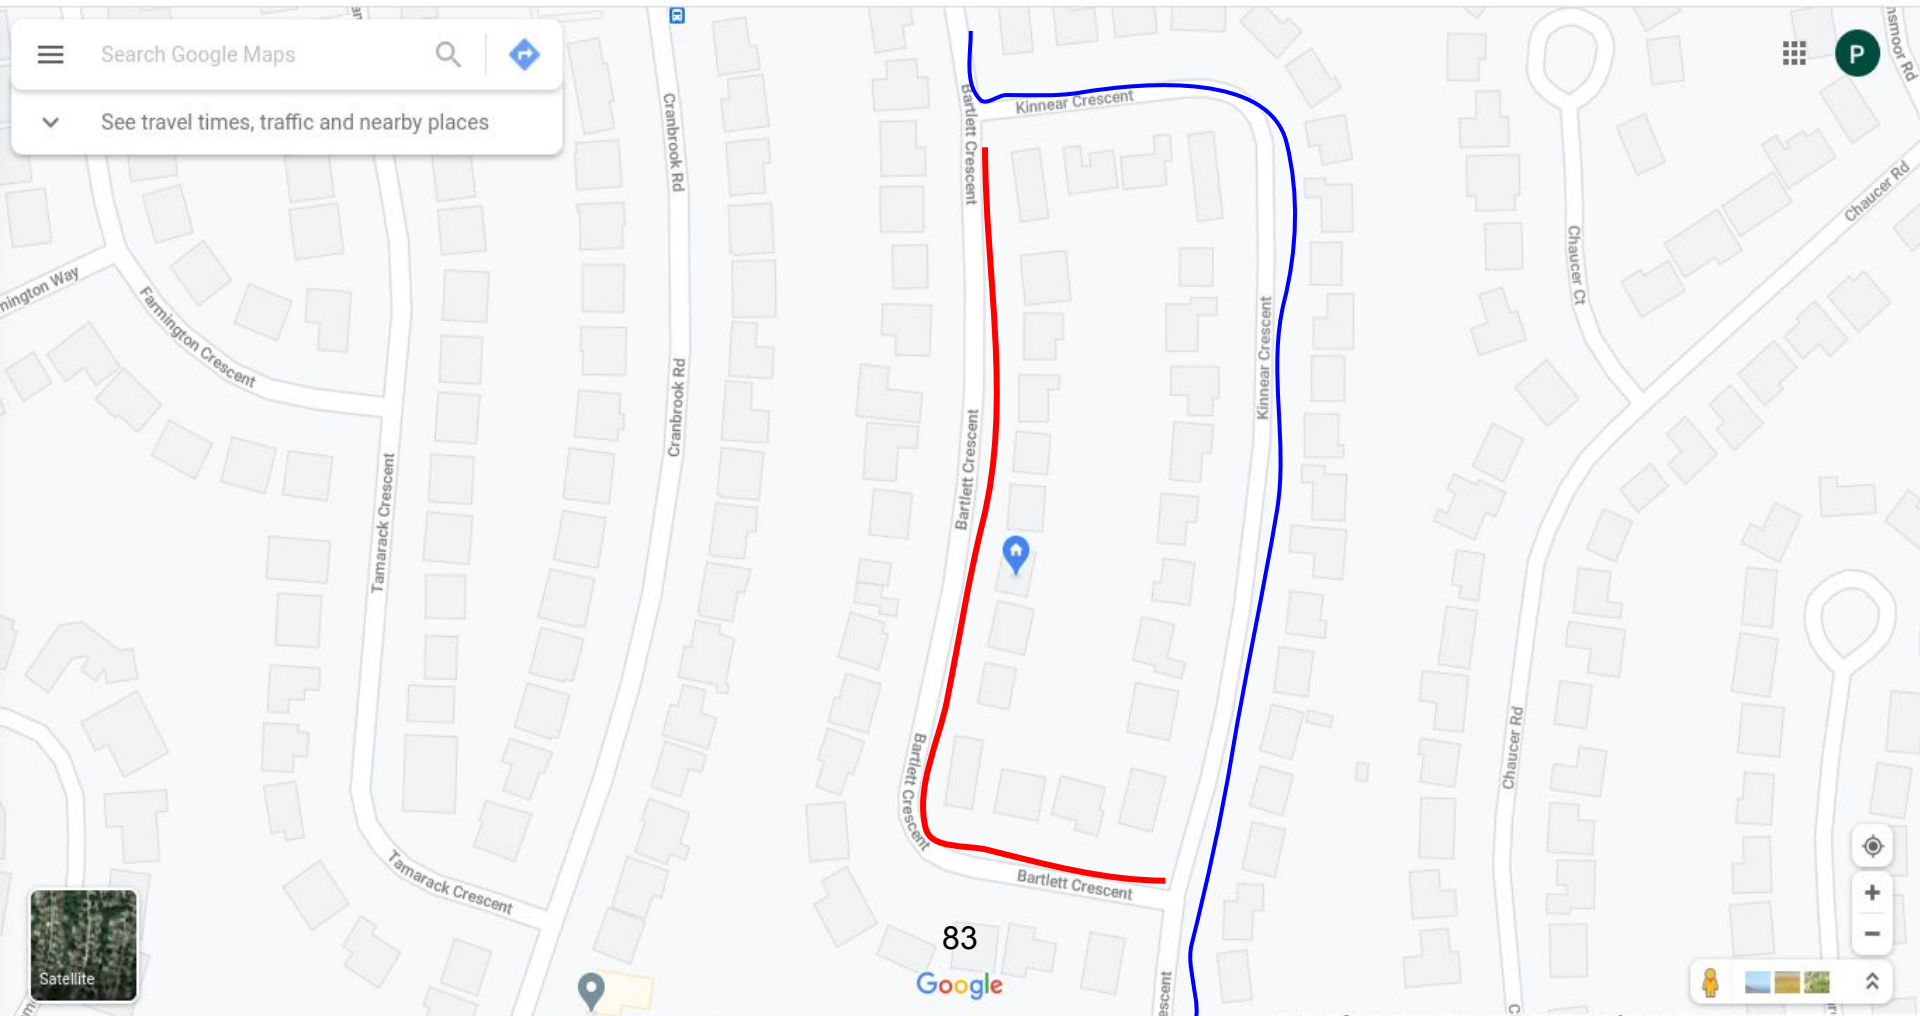 Search Google Maps
See travel times, traffic and nearby places
P
Cranbrook Rd
Bartlett Crescent
Kinnear Crescent
Chaucer Rd
Chaucer Ct
Farmington Crescent
Kinnear Crescent
Cranbrook Rd
Bartlett Crescent
Tamarack Crescent
Bartlett Crescent
Chaucer Rd
Tamarack Crescent
Bartlett Crescent
83
Satellite
Google